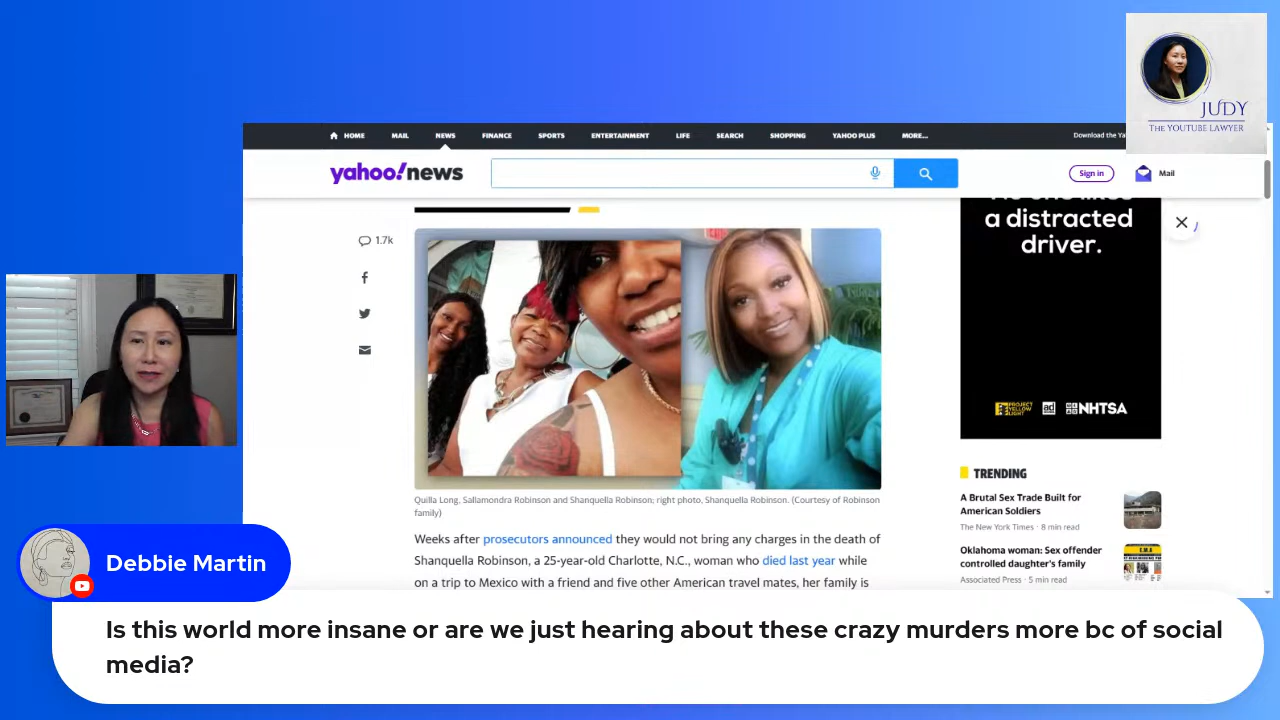 JUDY
THE YOUTUBE LAWYER
HOME MAIL NEWS FINANCE SPORTS ENTERTAINMENT LIFE SEARCH SHOPPING YAHOO PLUS MORE...
Download the
yahoo!news
Sign in
Mail
a distracted
driver.
1.7k
PROJECT
YELLOW
LIGHT
ad
NHTSA
Quilla Long, Sallamondra Robinson and Shanquella Robinson; right photo, Shanquella Robinson. (Courtesy of Robinson
family)
Weeks after prosecutors announced they would not bring any charges in the death of
Shanquella Robinson, a 25-year-old Charlotte, N.C., woman who died last year while
on a trip to Mexico with a friend and five other American travel mates, her family is
TRENDING
A Brutal Sex Trade Built for
American Soldiers
The New York Times · 8 min read
Oklahoma woman: Sex offender
controlled daughter's family
Associated Press · 5 min read
Debbie Martin
Is this world more insane or are we just hearing about these crazy murders more bc of social
media?